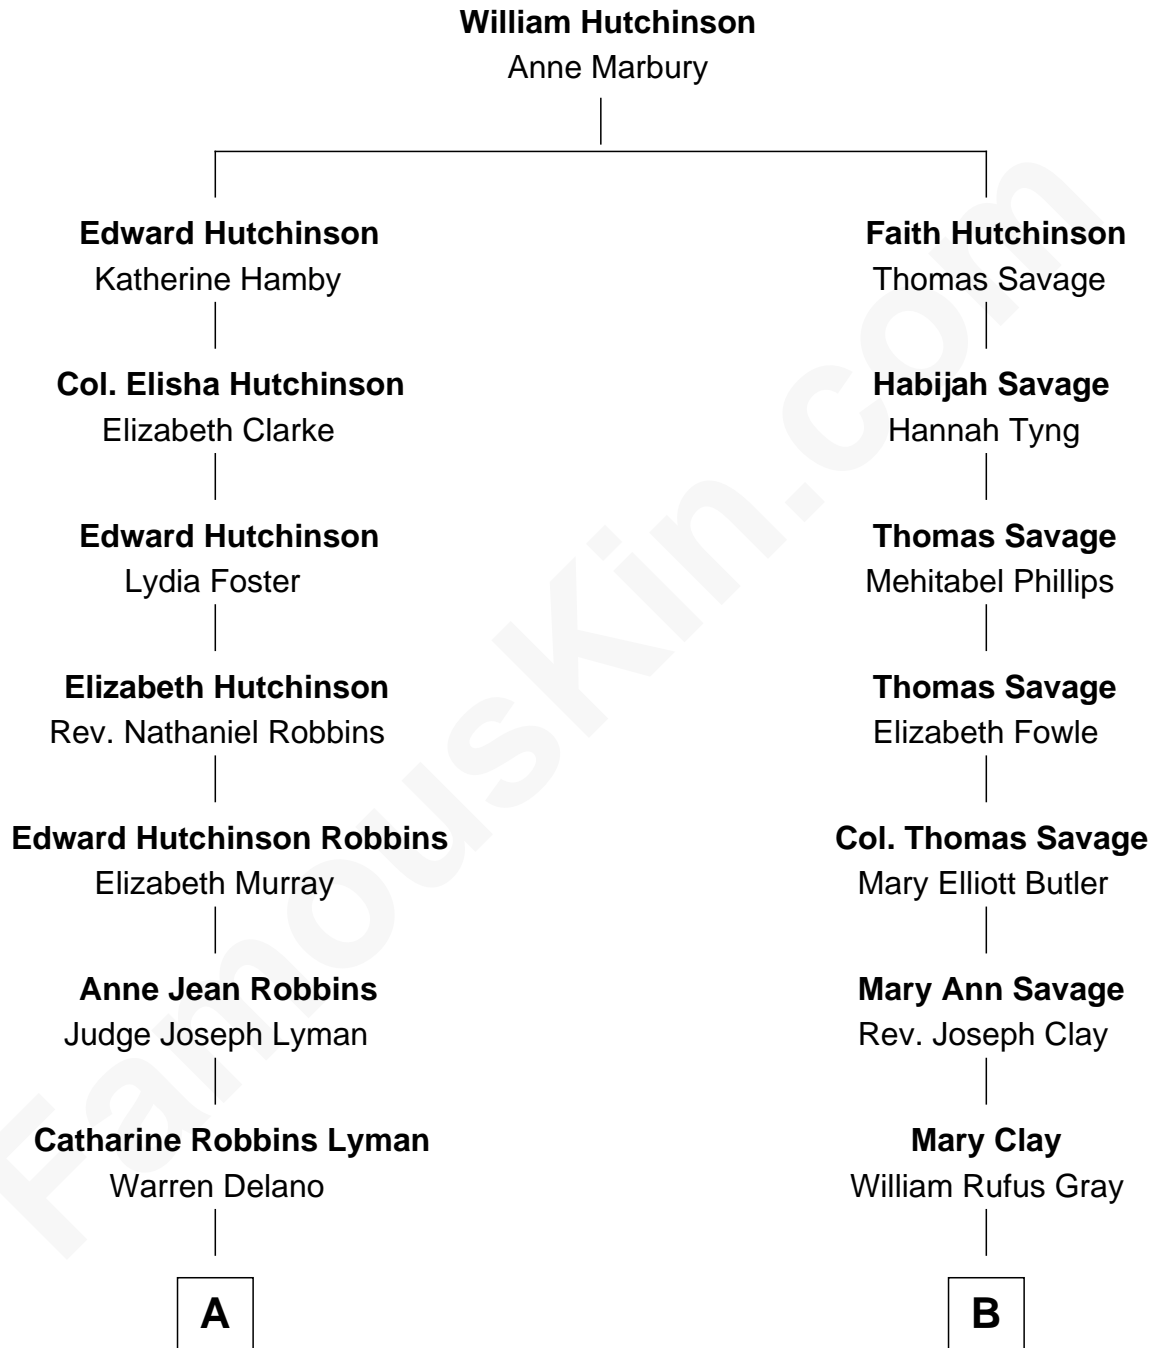 William Hutchinson
Anne Marbury
Edward Hutchinson
Katherine Hamby
Faith Hutchinson
Thomas Savage
Col. Elisha Hutchinson
Elizabeth Clarke
Habijah Savage
Hannah Tyng
Edward Hutchinson
Lydia Foster
Thomas Savage
Mehitabel Phillips
Elizabeth Hutchinson
Rev. Nathaniel Robbins
Thomas Savage
Elizabeth Fowle
Edward Hutchinson Robbins
Elizabeth Murray
Col. Thomas Savage
Mary Elliott Butler
Anne Jean Robbins
Judge Joseph Lyman
Mary Ann Savage
Rev. Joseph Clay
Catharine Robbins Lyman
Warren Delano
Mary Clay
William Rufus Gray
A
B
FamousKin.com